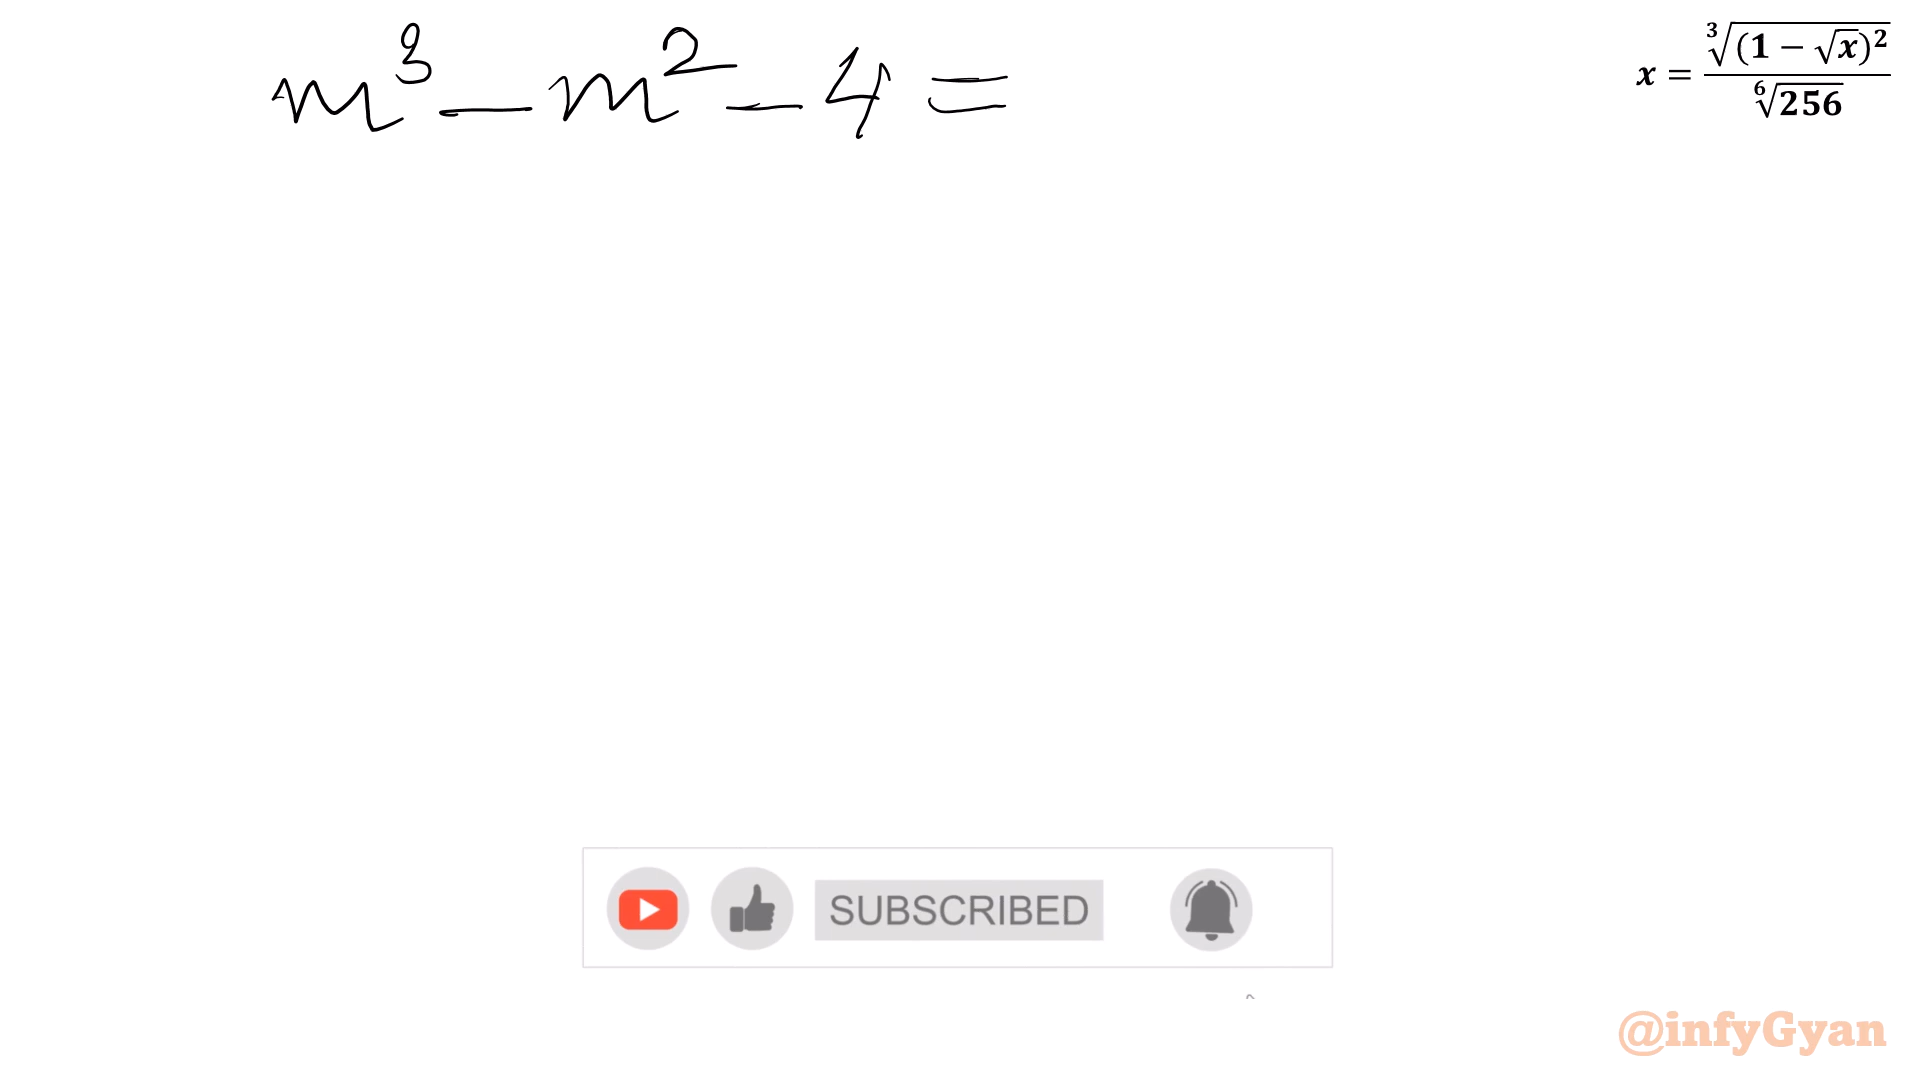 m³ - m² - 4 =
x = ∛(1 - √x)² / ⁶√256
SUBSCRIBED
@infyGyan